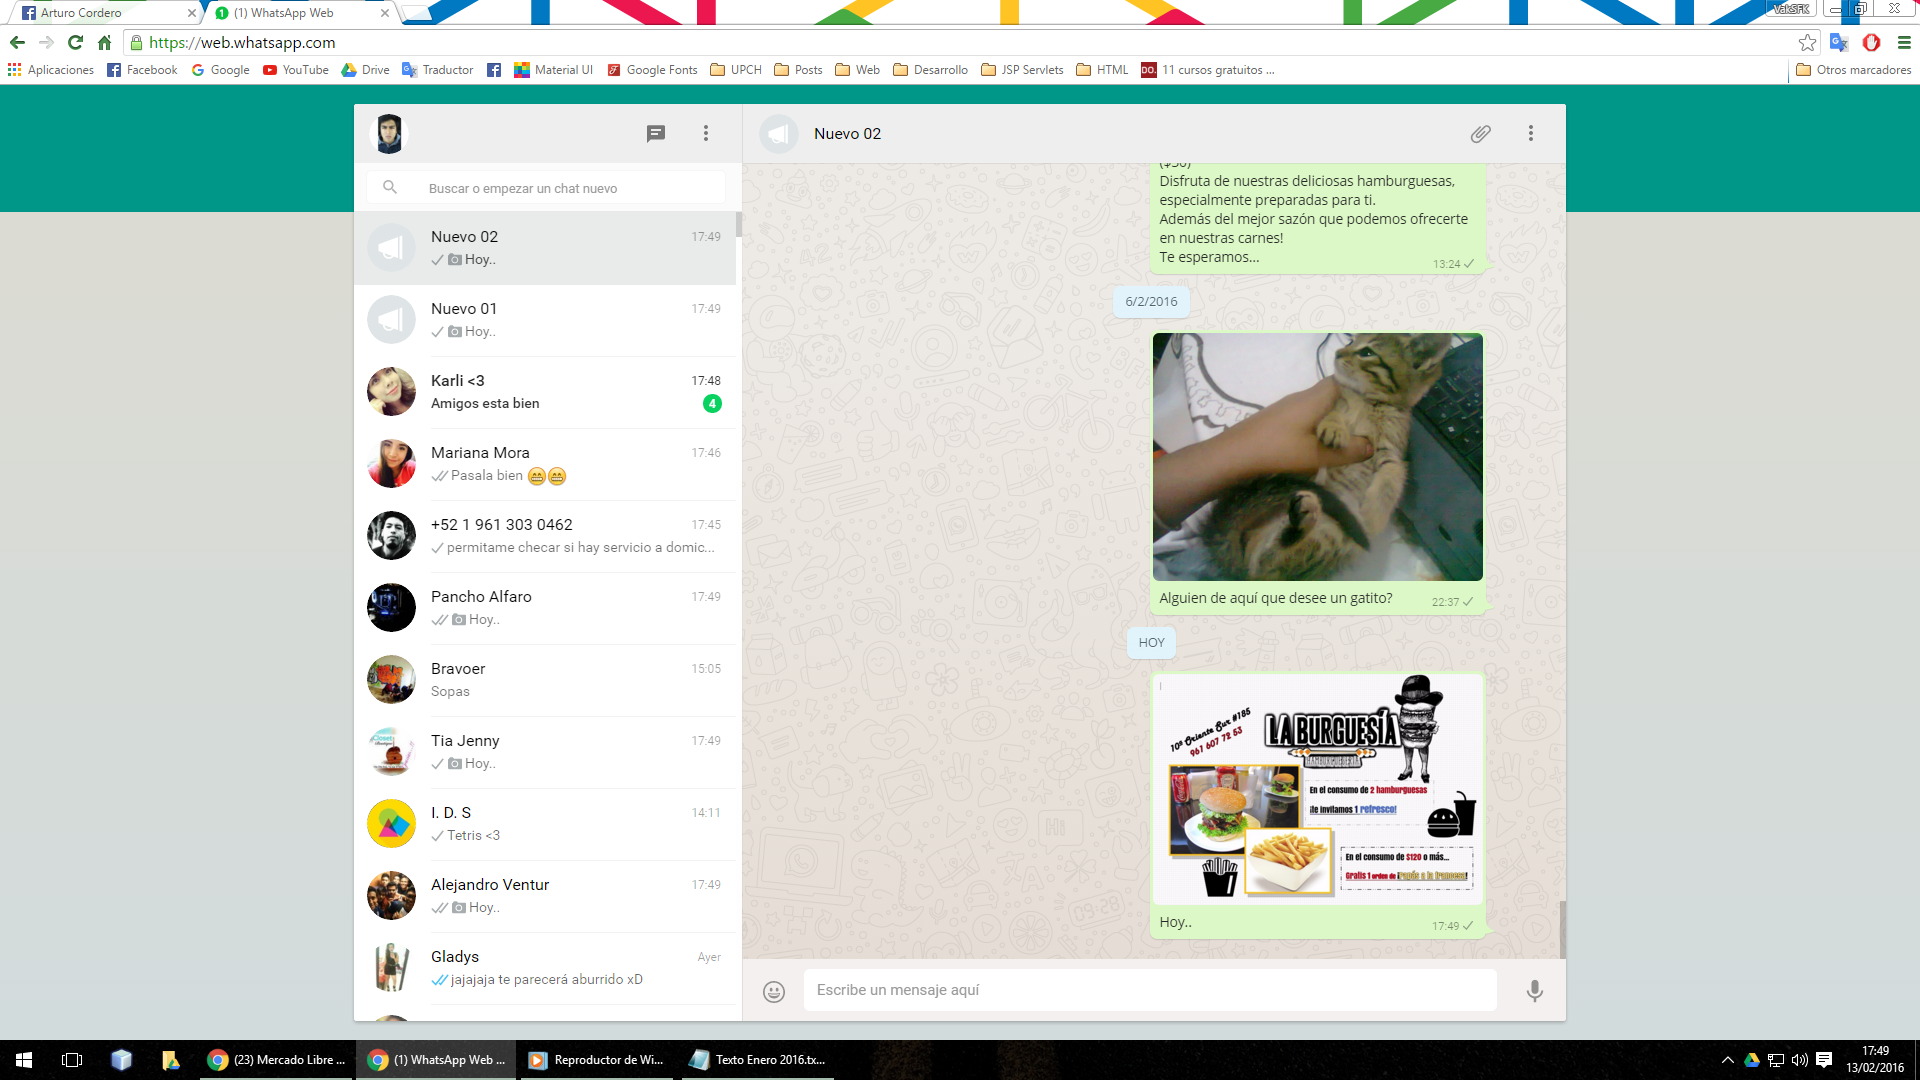 Arturo Cordero
(1) WhatsApp Web
VakSFK
https://web.whatsapp.com
Aplicaciones
Facebook
Google
YouTube
Drive
Traductor
Material UI
Google Fonts
UPCH
Posts
Web
Desarrollo
JSP Servlets
HTML
DO.
11 cursos gratuitos ...
Otros marcadores
Buscar o empezar un chat nuevo
Nuevo 02
17:49
Hoy..
Nuevo 01
17:49
Hoy..
Karli <3
17:48
Amigos esta bien
4
Mariana Mora
17:46
Pasala bien 😁😁
+52 1 961 303 0462
17:45
permitame checar si hay servicio a domic...
Pancho Alfaro
17:49
Hoy..
Bravoer
15:05
Sopas
Tia Jenny
17:49
Hoy..
I. D. S
14:11
Tetris <3
Alejandro Ventur
17:49
Hoy..
Gladys
Ayer
jajajaja te parecerá aburrido xD
Nuevo 02
($50)
Disfruta de nuestras deliciosas hamburguesas,
especialmente preparadas para ti.
Además del mejor sazón que podemos ofrecerte
en nuestras carnes!
Te esperamos...
13:24
6/2/2016
Alguien de aquí que desee un gatito?
22:37
HOY
10ª Oriente Sur #185
961 607 72 53
LA BURGUESÍA
HAMBURGUESERÍA
En el consumo de 2 hamburguesas
¡te invitamos 1 refresco!
En el consumo de $120 o más...
Gratis 1 orden de ¡Papás a la francesa!
Hoy..
17:49
Escribe un mensaje aquí
(23) Mercado Libre ...
(1) WhatsApp Web ...
Reproductor de Wi...
Texto Enero 2016.tx...
17:49
13/02/2016